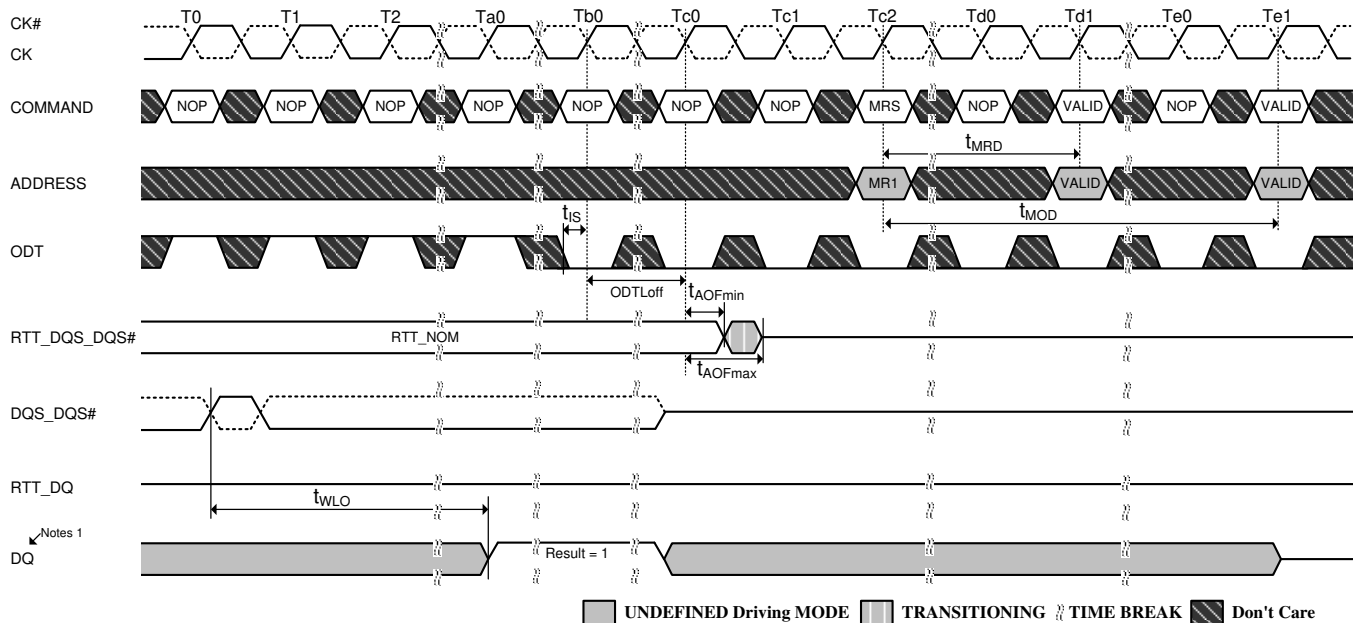 T0 T1 T2 Ta0 Tb0 Tc0 Tc1 Tc2 Td0 Td1 Te0 Te1
CK#
CK
COMMAND NOP NOP NOP NOP NOP NOP NOP MRS NOP VALID NOP VALID
tMRD
ADDRESS MR1 VALID VALID
tIS tMOD
ODT
ODTLoff tAOFmin
RTT_DQS_DQS# RTT_NOM
tAOFmax
DQS_DQS#
RTT_DQ
tWLO
Notes 1
DQ Result = 1
UNDEFINED Driving MODE TRANSITIONING TIME BREAK Don't Care